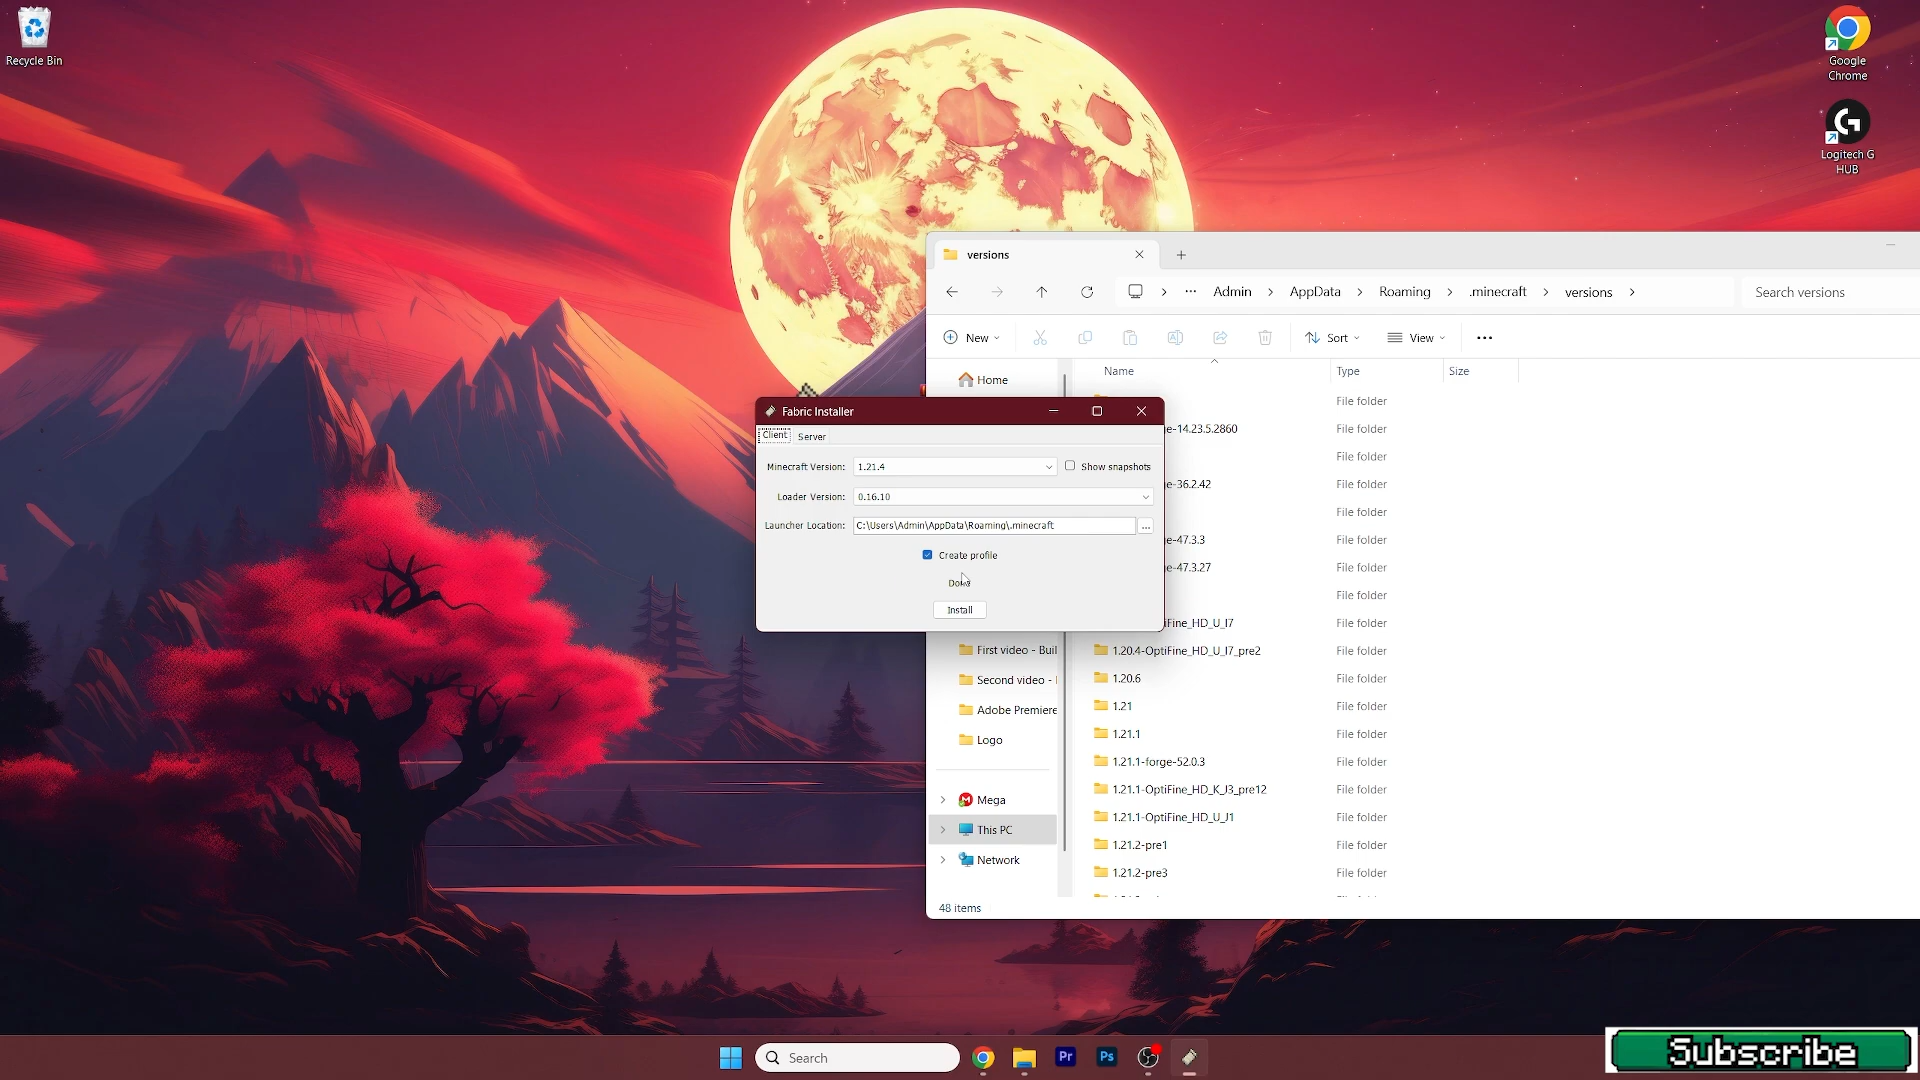 Recycle Bin
Google
Chrome
Logitech G
HUB
versions
Admin
AppData
Roaming
.minecraft
versions
Search versions
New
Sort
View
Name
Type
Size
Home
File folder
e-14.23.5.2860
File folder
File folder
e-36.2.42
File folder
File folder
e-47.3.3
File folder
e-47.3.27
File folder
File folder
iFine_HD_U_I7
File folder
Fabric Installer
Client
Server
Minecraft Version:
1.21.4
Show snapshots
Loader Version:
0.16.10
Launcher Location:
C:\Users\Admin\AppData\Roaming\.minecraft
...
Create profile
Install
First video - Buil
Second video -
Adobe Premiere
Logo
Mega
This PC
Network
1.20.4-OptiFine_HD_U_I7_pre2
File folder
1.20.6
File folder
1.21
File folder
1.21.1
File folder
1.21.1-forge-52.0.3
File folder
1.21.1-OptiFine_HD_K_J3_pre12
File folder
1.21.1-OptiFine_HD_U_J1
File folder
1.21.2-pre1
File folder
1.21.2-pre3
File folder
48 items
Search
Pr
Ps
Subscribe